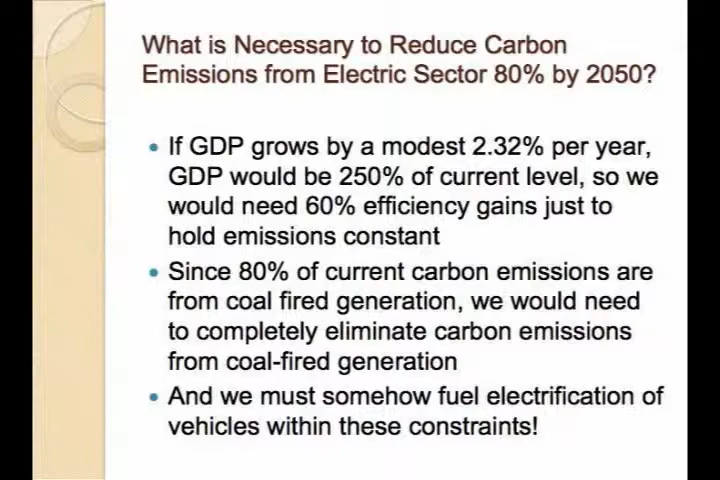 What is Necessary to Reduce Carbon
Emissions from Electric Sector 80% by 2050?
• If GDP grows by a modest 2.32% per year,
GDP would be 250% of current level, so we
would need 60% efficiency gains just to
hold emissions constant
• Since 80% of current carbon emissions are
from coal fired generation, we would need
to completely eliminate carbon emissions
from coal-fired generation
• And we must somehow fuel electrification of
vehicles within these constraints!